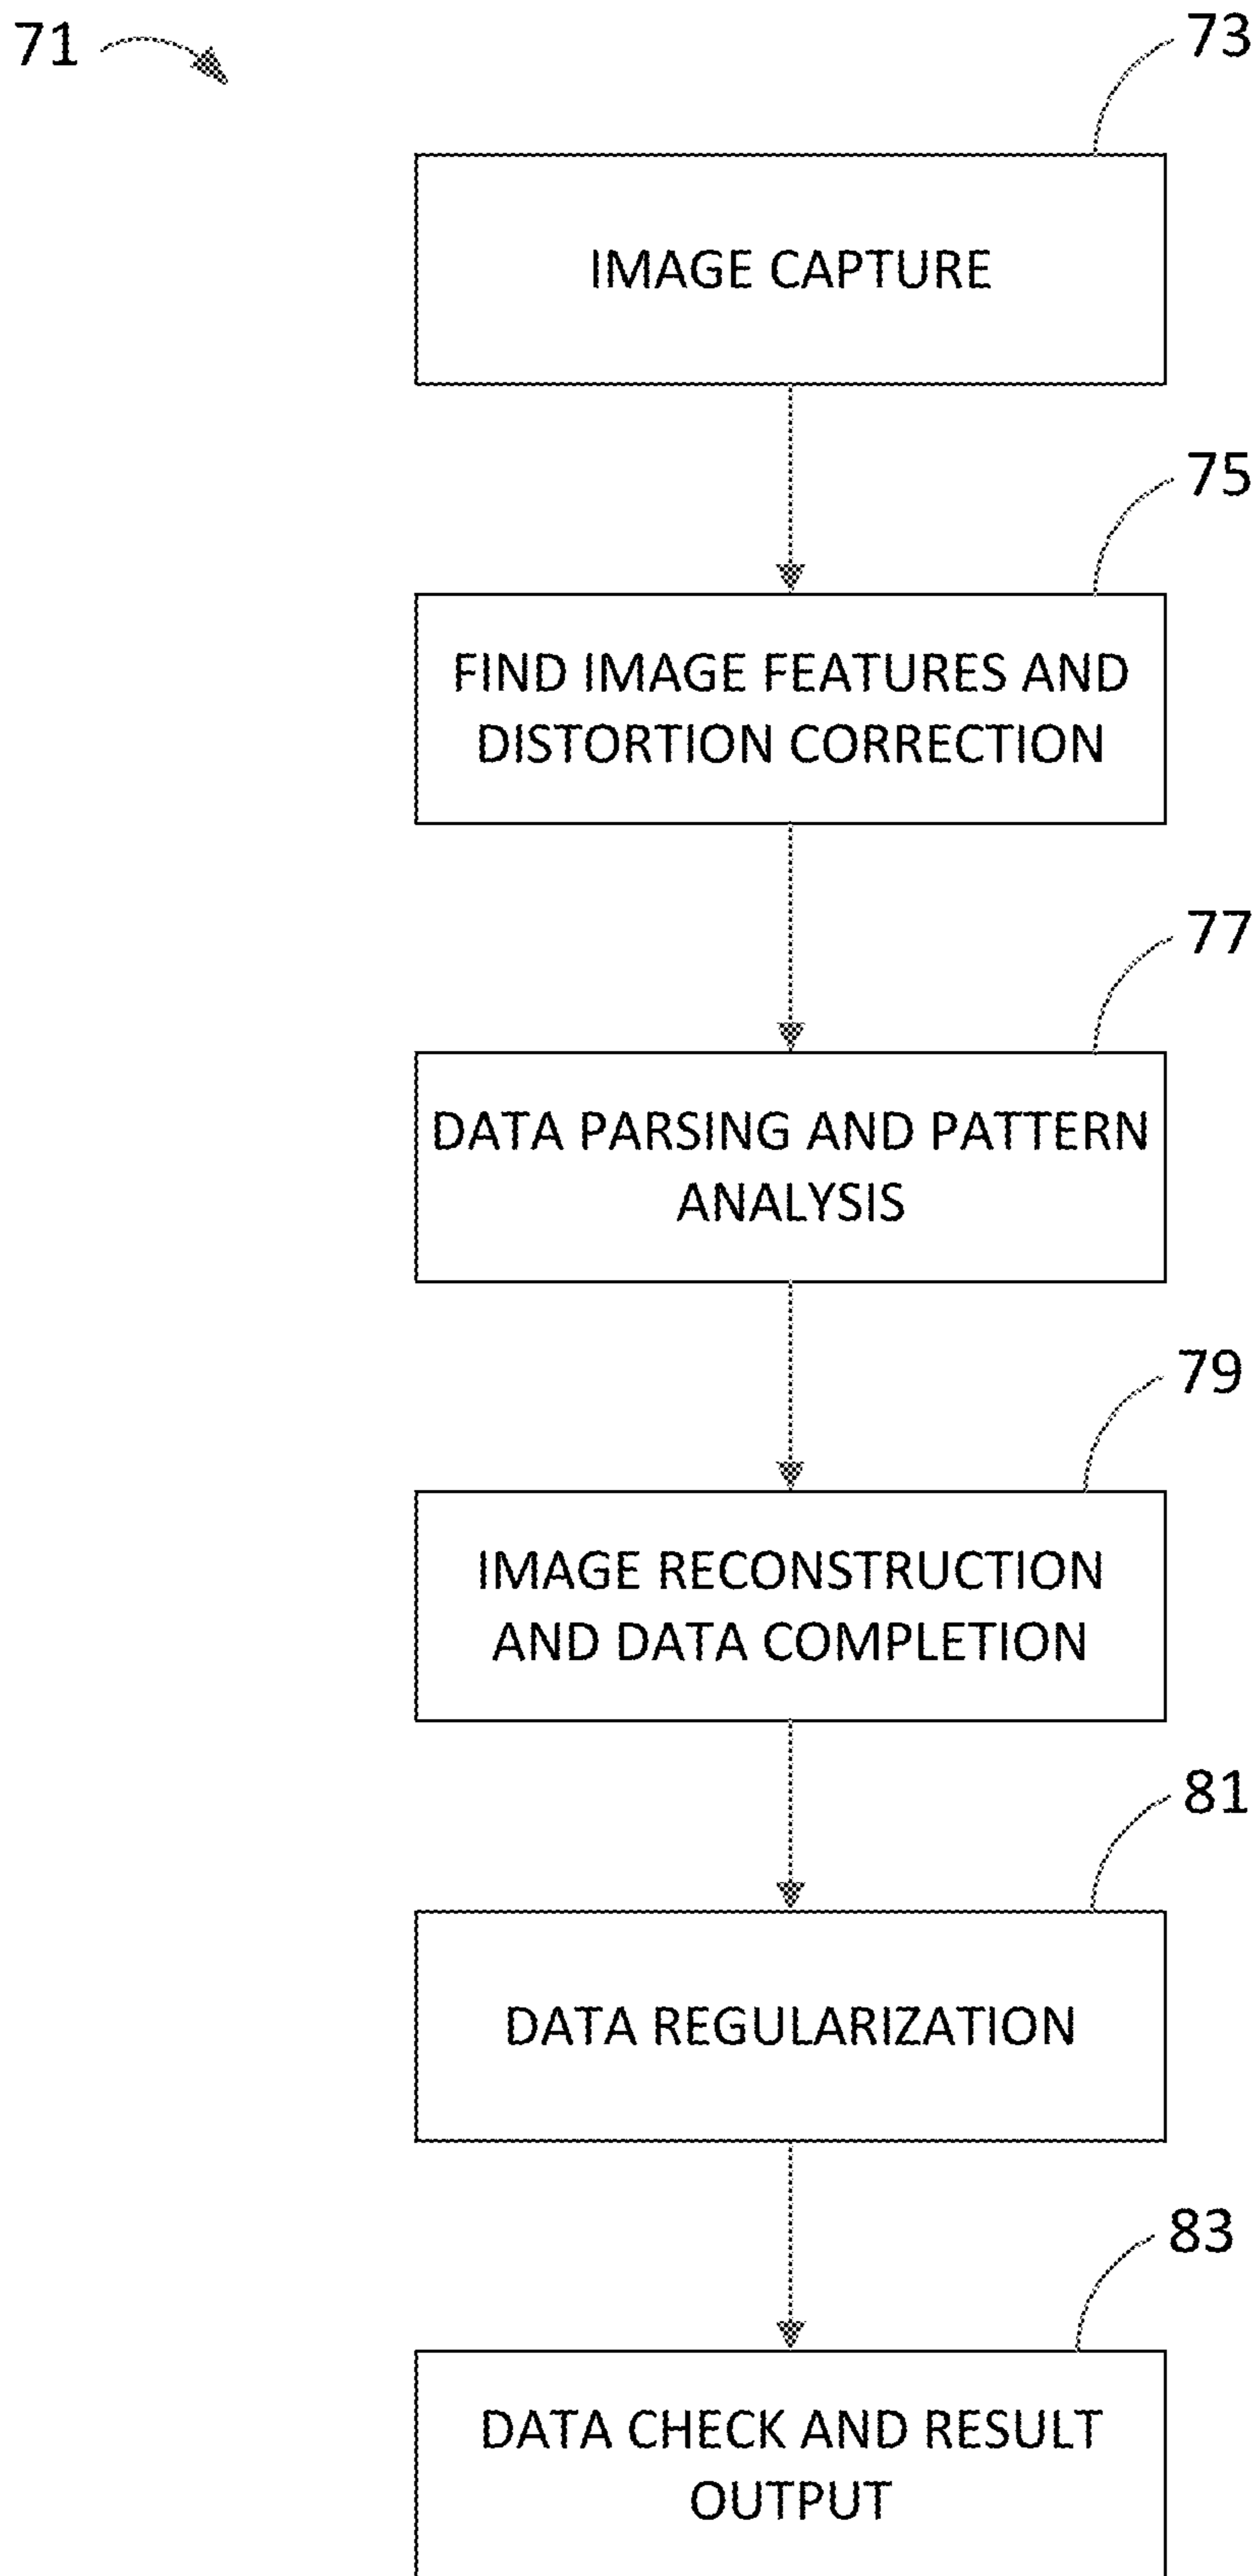 71
73
IMAGE CAPTURE
75
FIND IMAGE FEATURES AND
DISTORTION CORRECTION
77
DATA PARSING AND PATTERN
ANALYSIS
79
IMAGE RECONSTRUCTION
AND DATA COMPLETION
81
DATA REGULARIZATION
83
DATA CHECK AND RESULT
OUTPUT